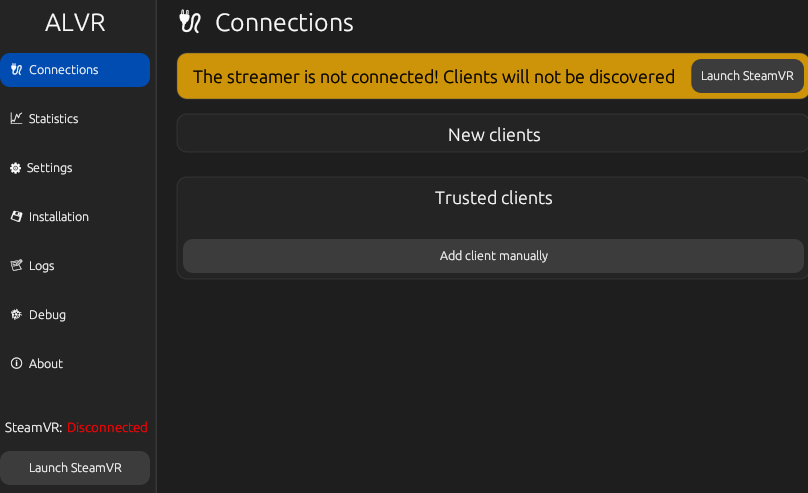 ALVR
Connections
Statistics
Settings
Installation
Logs
Debug
About
SteamVR: Disconnected
Launch SteamVR
Connections
The streamer is not connected! Clients will not be discovered
Launch SteamVR
New clients
Trusted clients
Add client manually